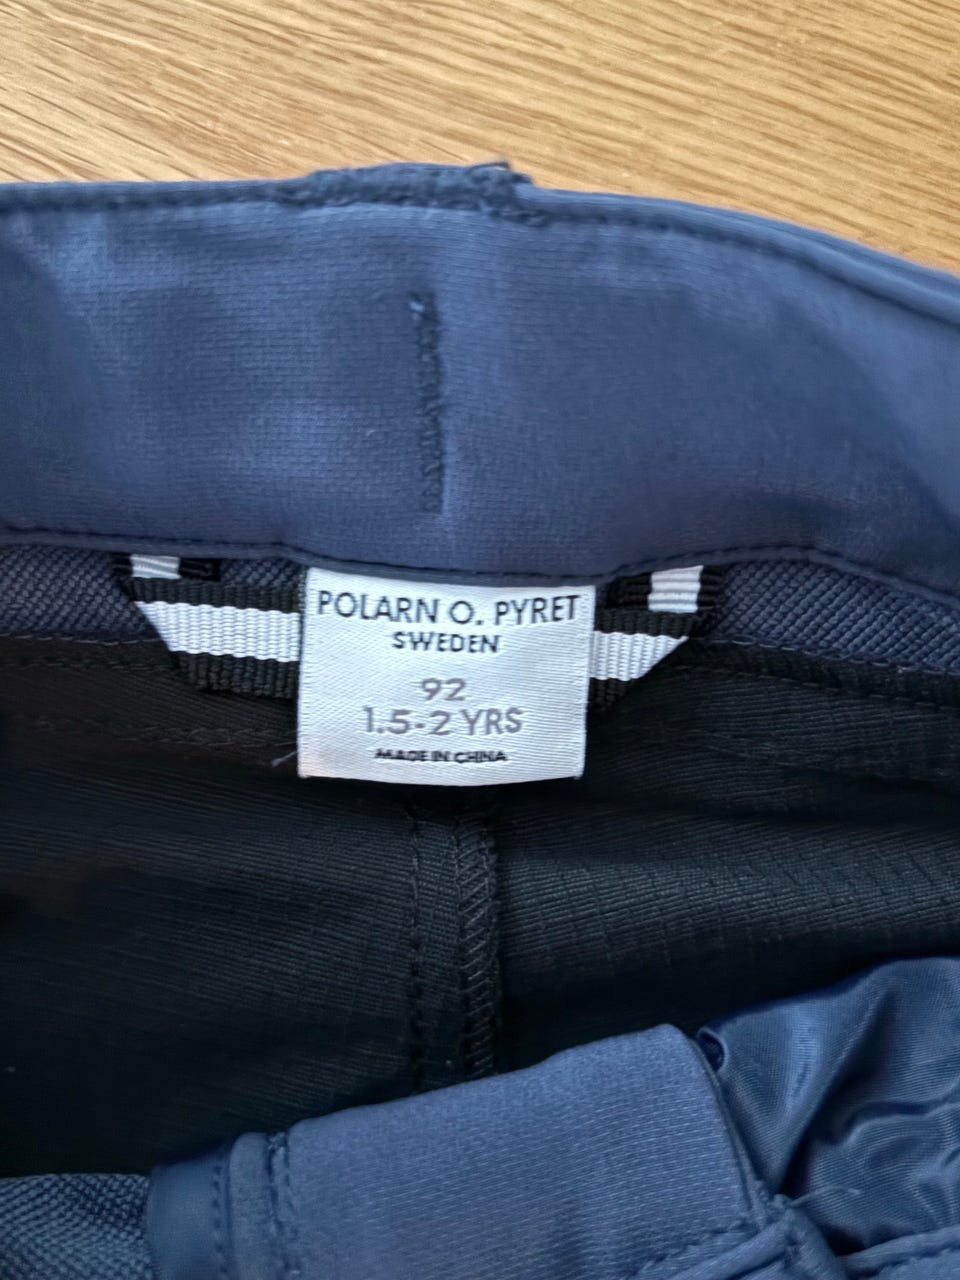 POLARN O. PYRET
SWEDEN
92
1.5-2 YRS
MADE IN CHINA